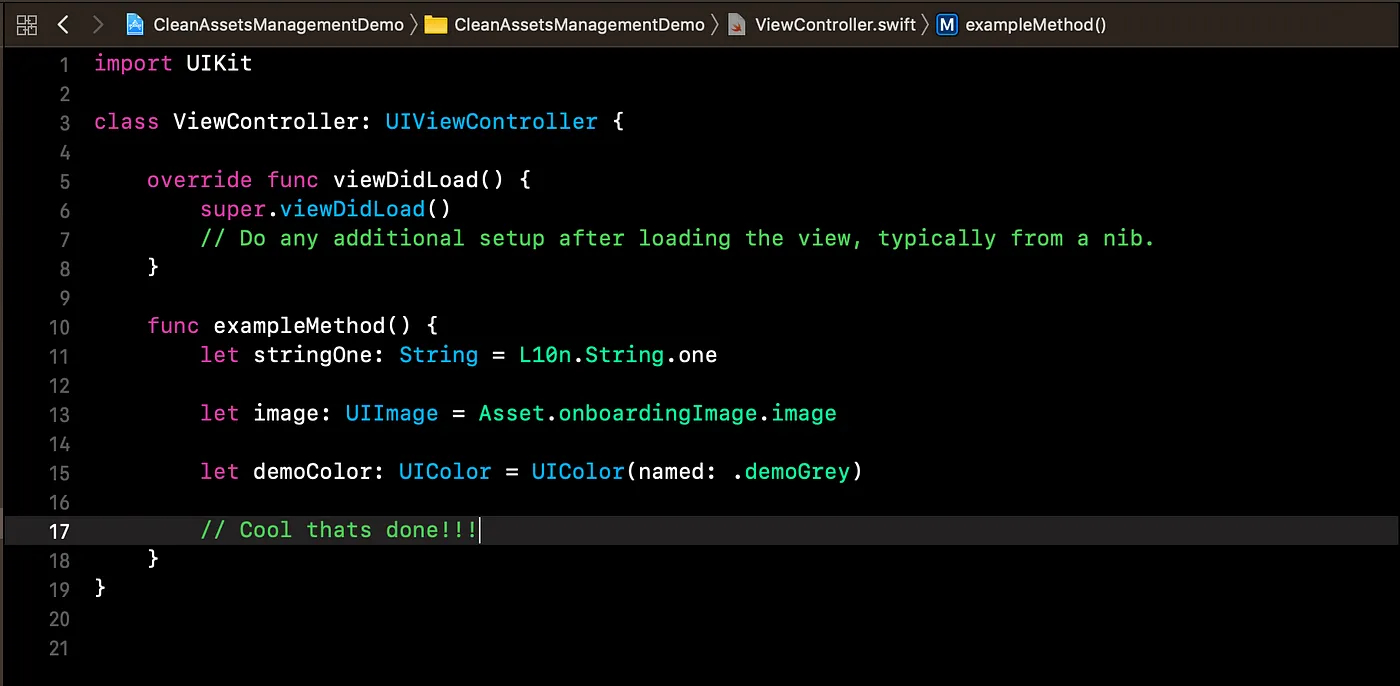 CleanAssetsManagementDemo 〉 CleanAssetsManagementDemo 〉 ViewController.swift 〉 M exampleMethod()
1 import UIKit
2
3 class ViewController: UIViewController {
4
5     override func viewDidLoad() {
6         super.viewDidLoad()
7         // Do any additional setup after loading the view, typically from a nib.
8     }
9
10     func exampleMethod() {
11         let stringOne: String = L10n.String.one
12
13         let image: UIImage = Asset.onboardingImage.image
14
15         let demoColor: UIColor = UIColor(named: .demoGrey)
16
17         // Cool thats done!!!
18     }
19 }
20
21